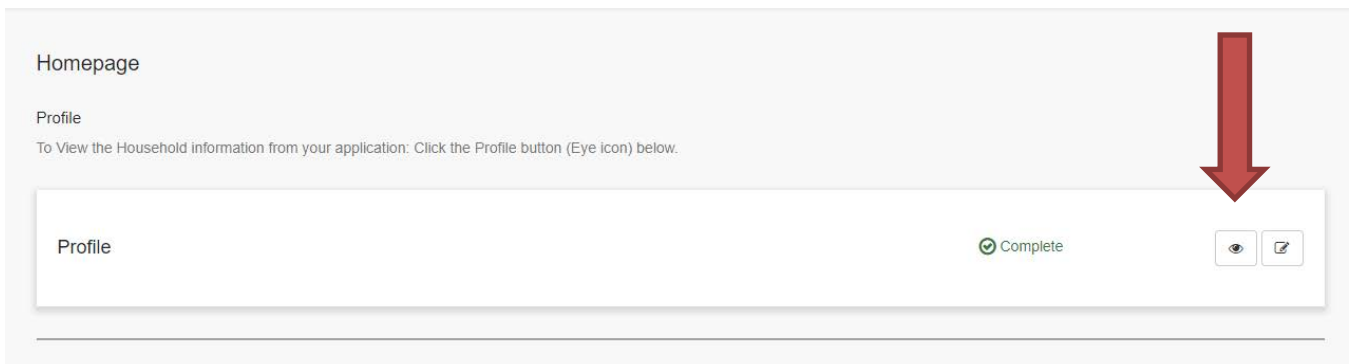 Homepage
Profile
To View the Household information from your application: Click the Profile button (Eye icon) below.
Profile
Complete